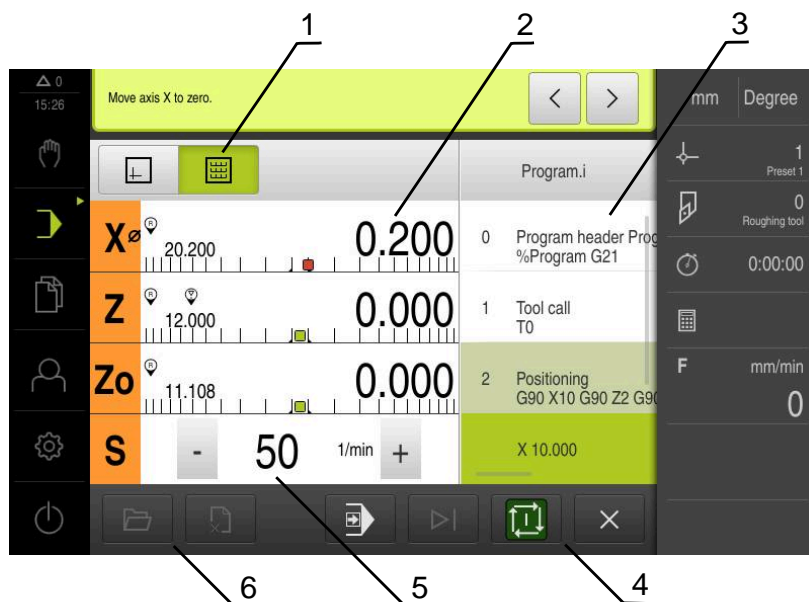 1 2 3
0
15:26
Move axis X to zero.
< >
mm Degree
Program.i
1
Preset 1
X⌀ R 20.200 0.200
0 Program header Prog
%Program G21
0
Roughing tool
0:00:00
Z R 12.000 0.000
1 Tool call
T0
Zo R 11.108 0.000
2 Positioning
G90 X10 G90 Z2 G90
F mm/min
0
S - 50 1/min +
X 10.000
6 5 4